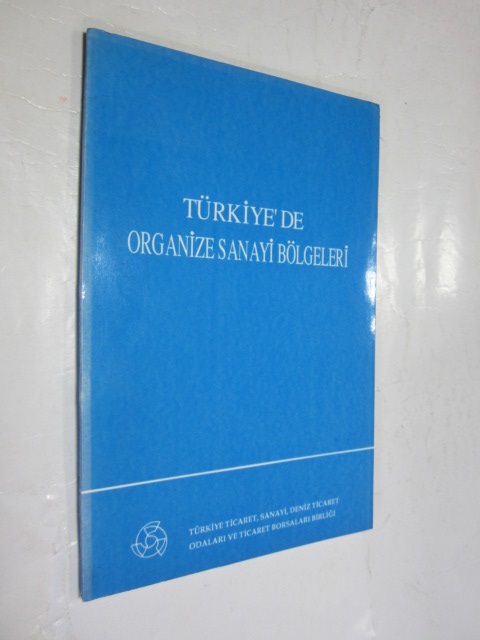 TÜRKİYE' DE
ORGANİZE SANAYİ BÖLGELERİ
TÜRKİYE TİCARET, SANAYİ, DENİZ TİCARET
ODALARI VE TİCARET BORSALARI BİRLİĞİ